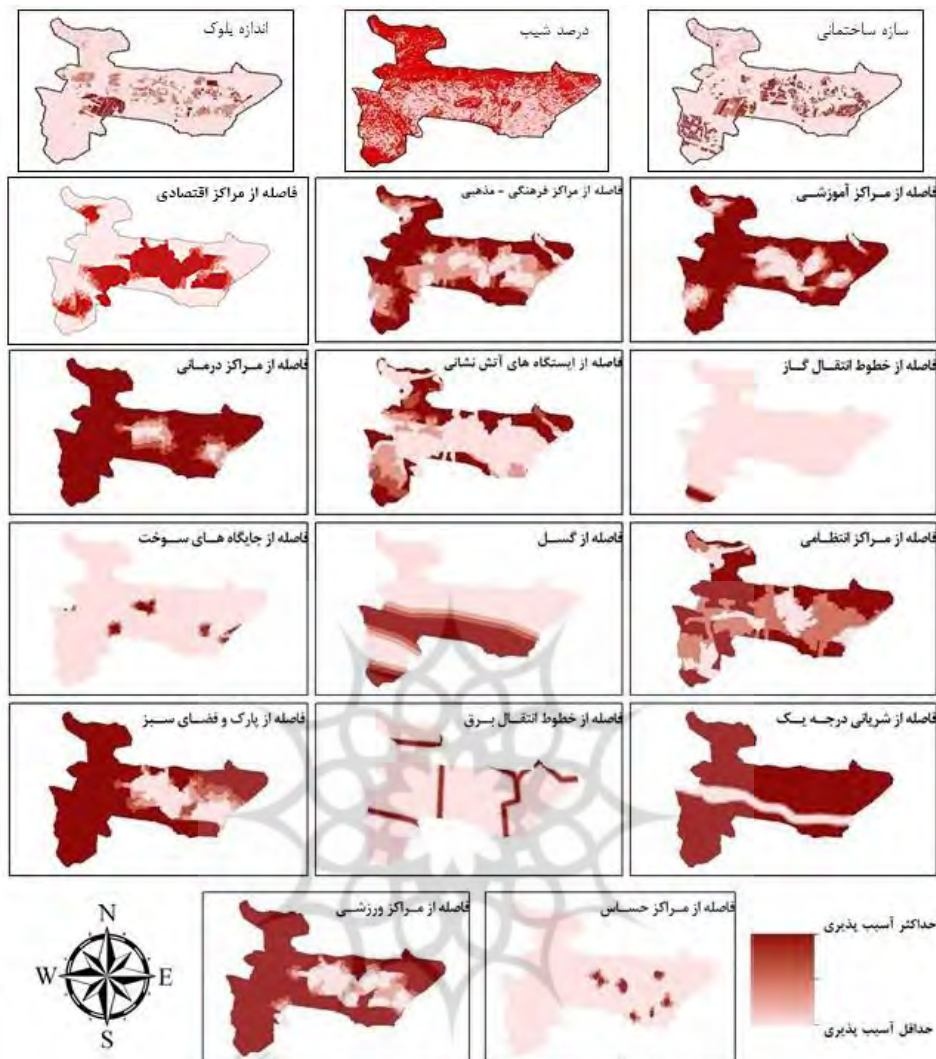 سازه ساختمانی
درصد شیب
اندازه بلوک
فاصله از مراکز آموزشی
فاصله از مراکز فرهنگی - مذهبی
فاصله از مراکز اقتصادی
فاصله از خطوط انتقال گاز
فاصله از ایستگاه های آتش نشانی
فاصله از مراکز درمانی
فاصله از مراکز انتظامی
فاصله از گسل
فاصله از جایگاه های سوخت
فاصله از شریانی درجه یک
فاصله از خطوط انتقال برق
فاصله از پارک و فضای سبز
فاصله از مراکز حساس
فاصله از مراکز ورزشی
حداکثر آسیب پذیری
حداقل آسیب پذیری
N
W E
S